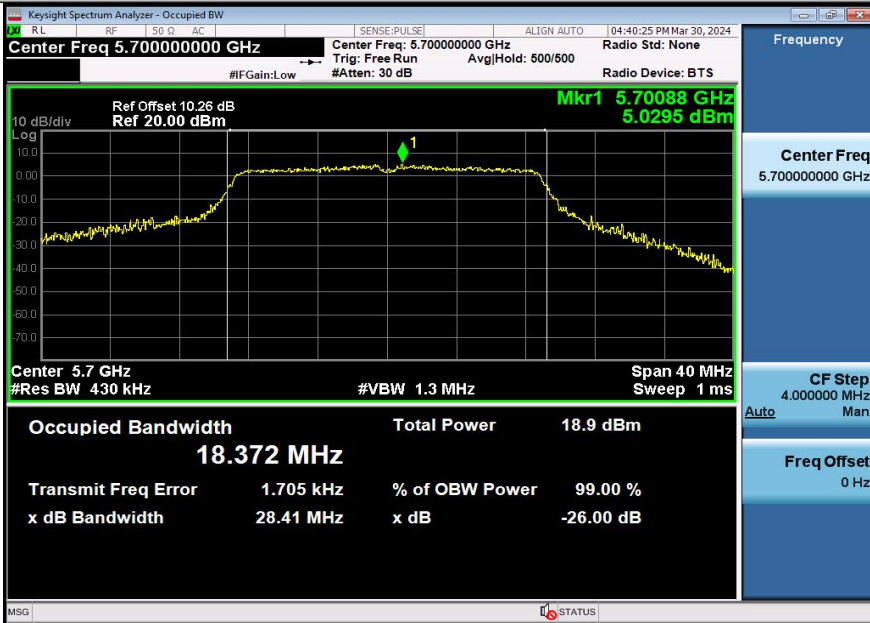 Keysight Spectrum Analyzer - Occupied BW
LXI RL RF 50 Ω AC SENSE:PULSE ALIGN AUTO 04:40:25 PM Mar 30, 2024
Center Freq 5.700000000 GHz
Center Freq: 5.700000000 GHz
Radio Std: None
Trig: Free Run Avg|Hold: 500/500
#IFGain:Low #Atten: 30 dB Radio Device: BTS
Ref Offset 10.26 dB
10 dB/div Ref 20.00 dBm
Mkr1 5.70088 GHz
5.0295 dBm
Log
1
10.0
0.00
-10.0
-20.0
-30.0
-40.0
-50.0
-60.0
-70.0
Center 5.7 GHz Span 40 MHz
#Res BW 430 kHz #VBW 1.3 MHz Sweep 1 ms
Occupied Bandwidth Total Power 18.9 dBm
18.372 MHz
Transmit Freq Error 1.705 kHz % of OBW Power 99.00 %
x dB Bandwidth 28.41 MHz x dB -26.00 dB
Frequency
Center Freq
5.700000000 GHz
CF Step
4.000000 MHz
Auto Man
Freq Offset
0 Hz
MSG STATUS